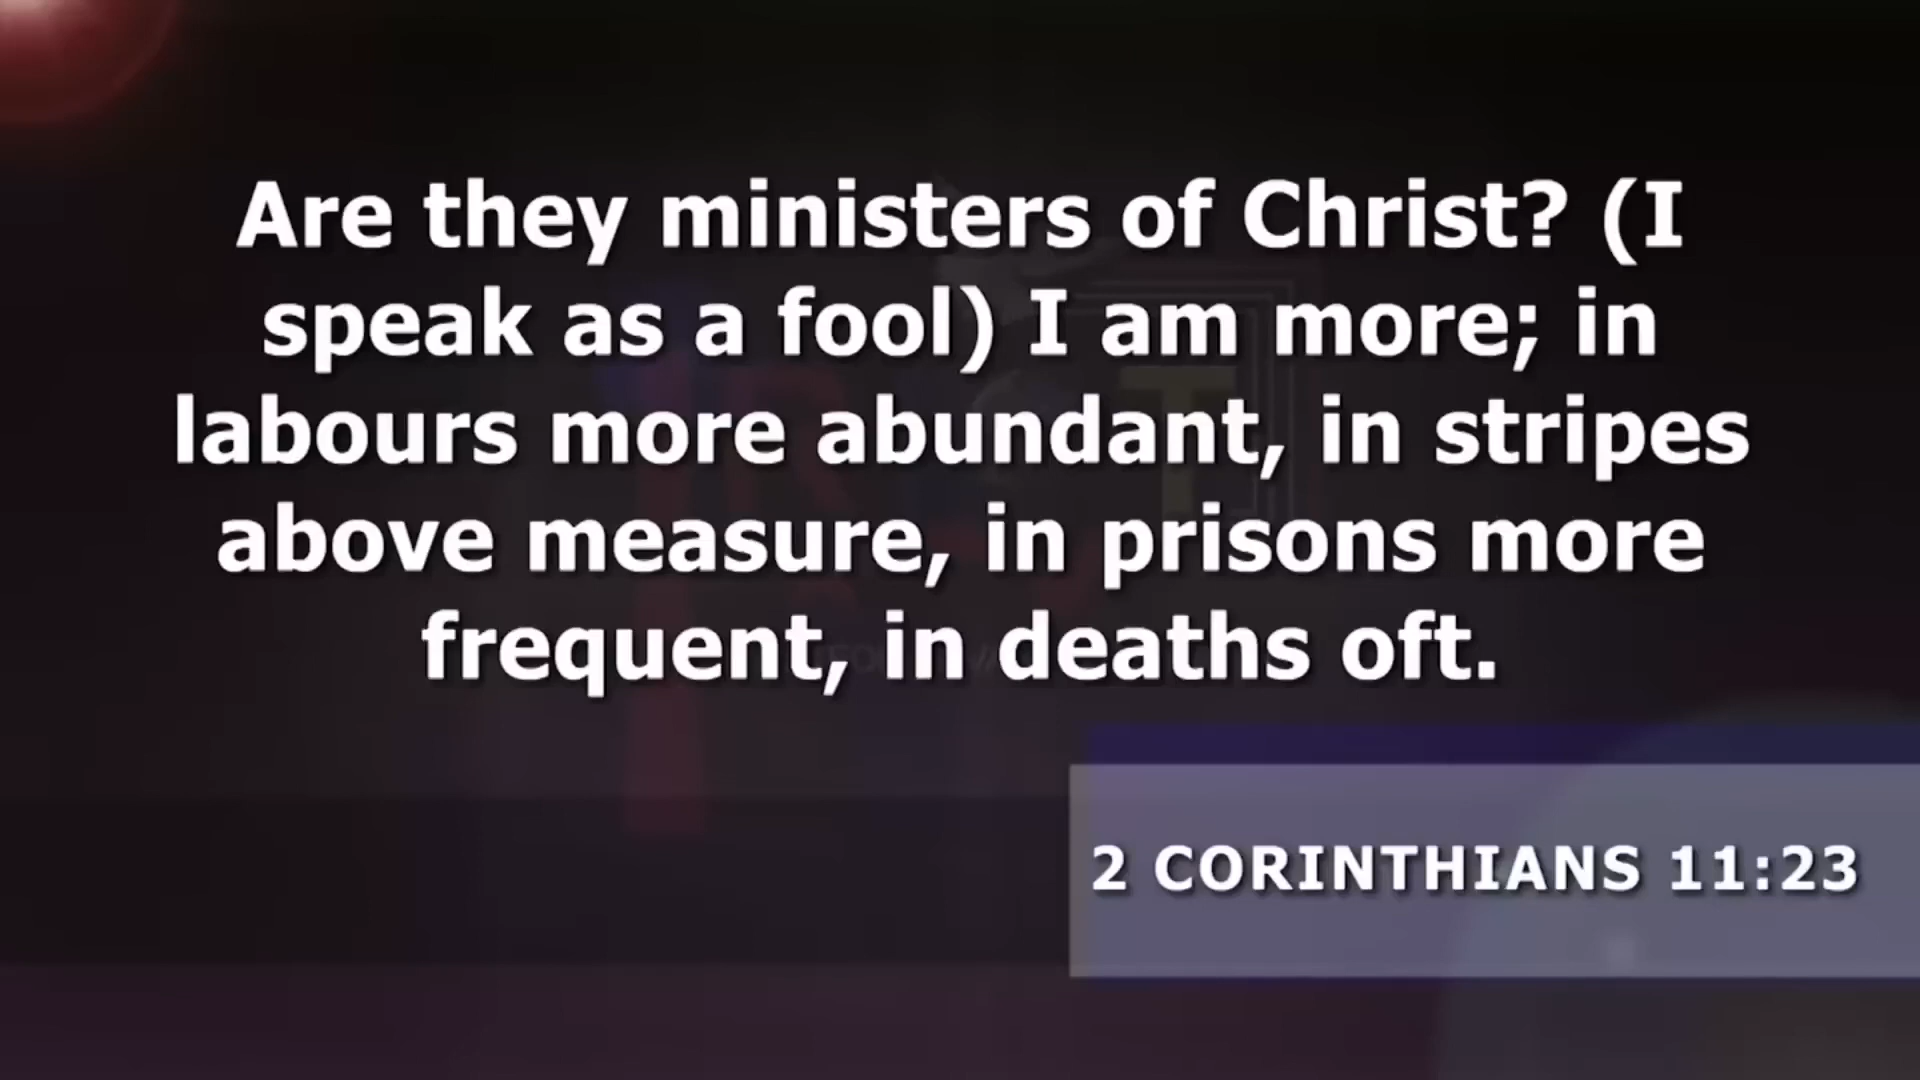 Are they ministers of Christ? (I
speak as a fool) I am more; in
labours more abundant, in stripes
above measure, in prisons more
frequent, in deaths oft.
2 CORINTHIANS 11:23